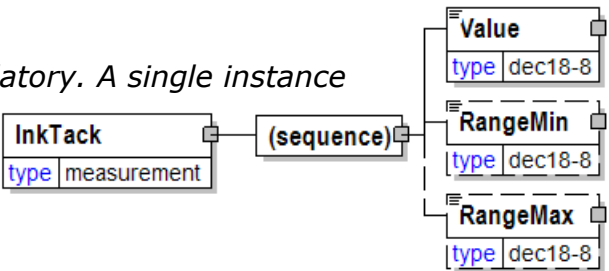 atory. A single instance
Value
type dec18-8
InkTack
type measurement
(sequence)
RangeMin
type dec18-8
RangeMax
type dec18-8